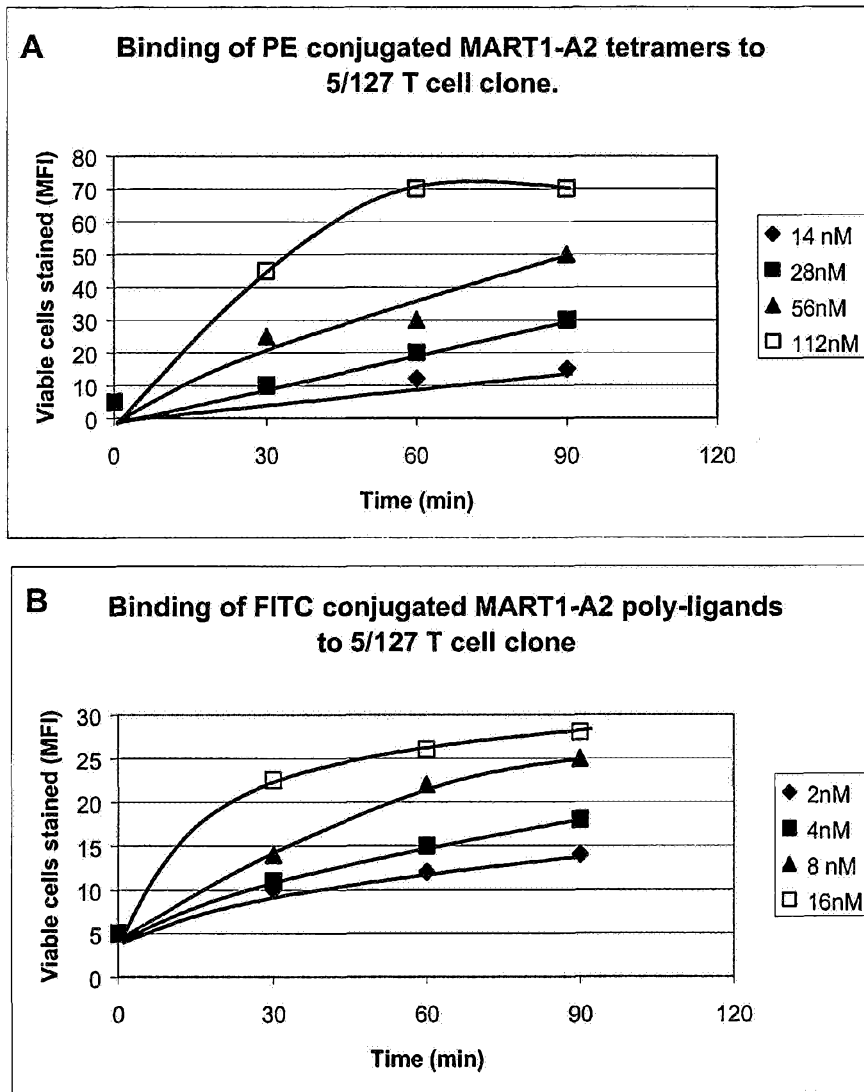 A
Binding of PE conjugated MART1-A2 tetramers to
5/127 T cell clone.
Viable cells stained (MFI)
80
70
60
50
40
30
20
10
0
0 30 60 90 120
Time (min)
14 nM
28nM
56nM
112nM
B
Binding of FITC conjugated MART1-A2 poly-ligands
to 5/127 T cell clone
Viable cells stained (MFI)
30
25
20
15
10
5
0
0 30 60 90 120
Time (min)
2nM
4nM
8 nM
16nM